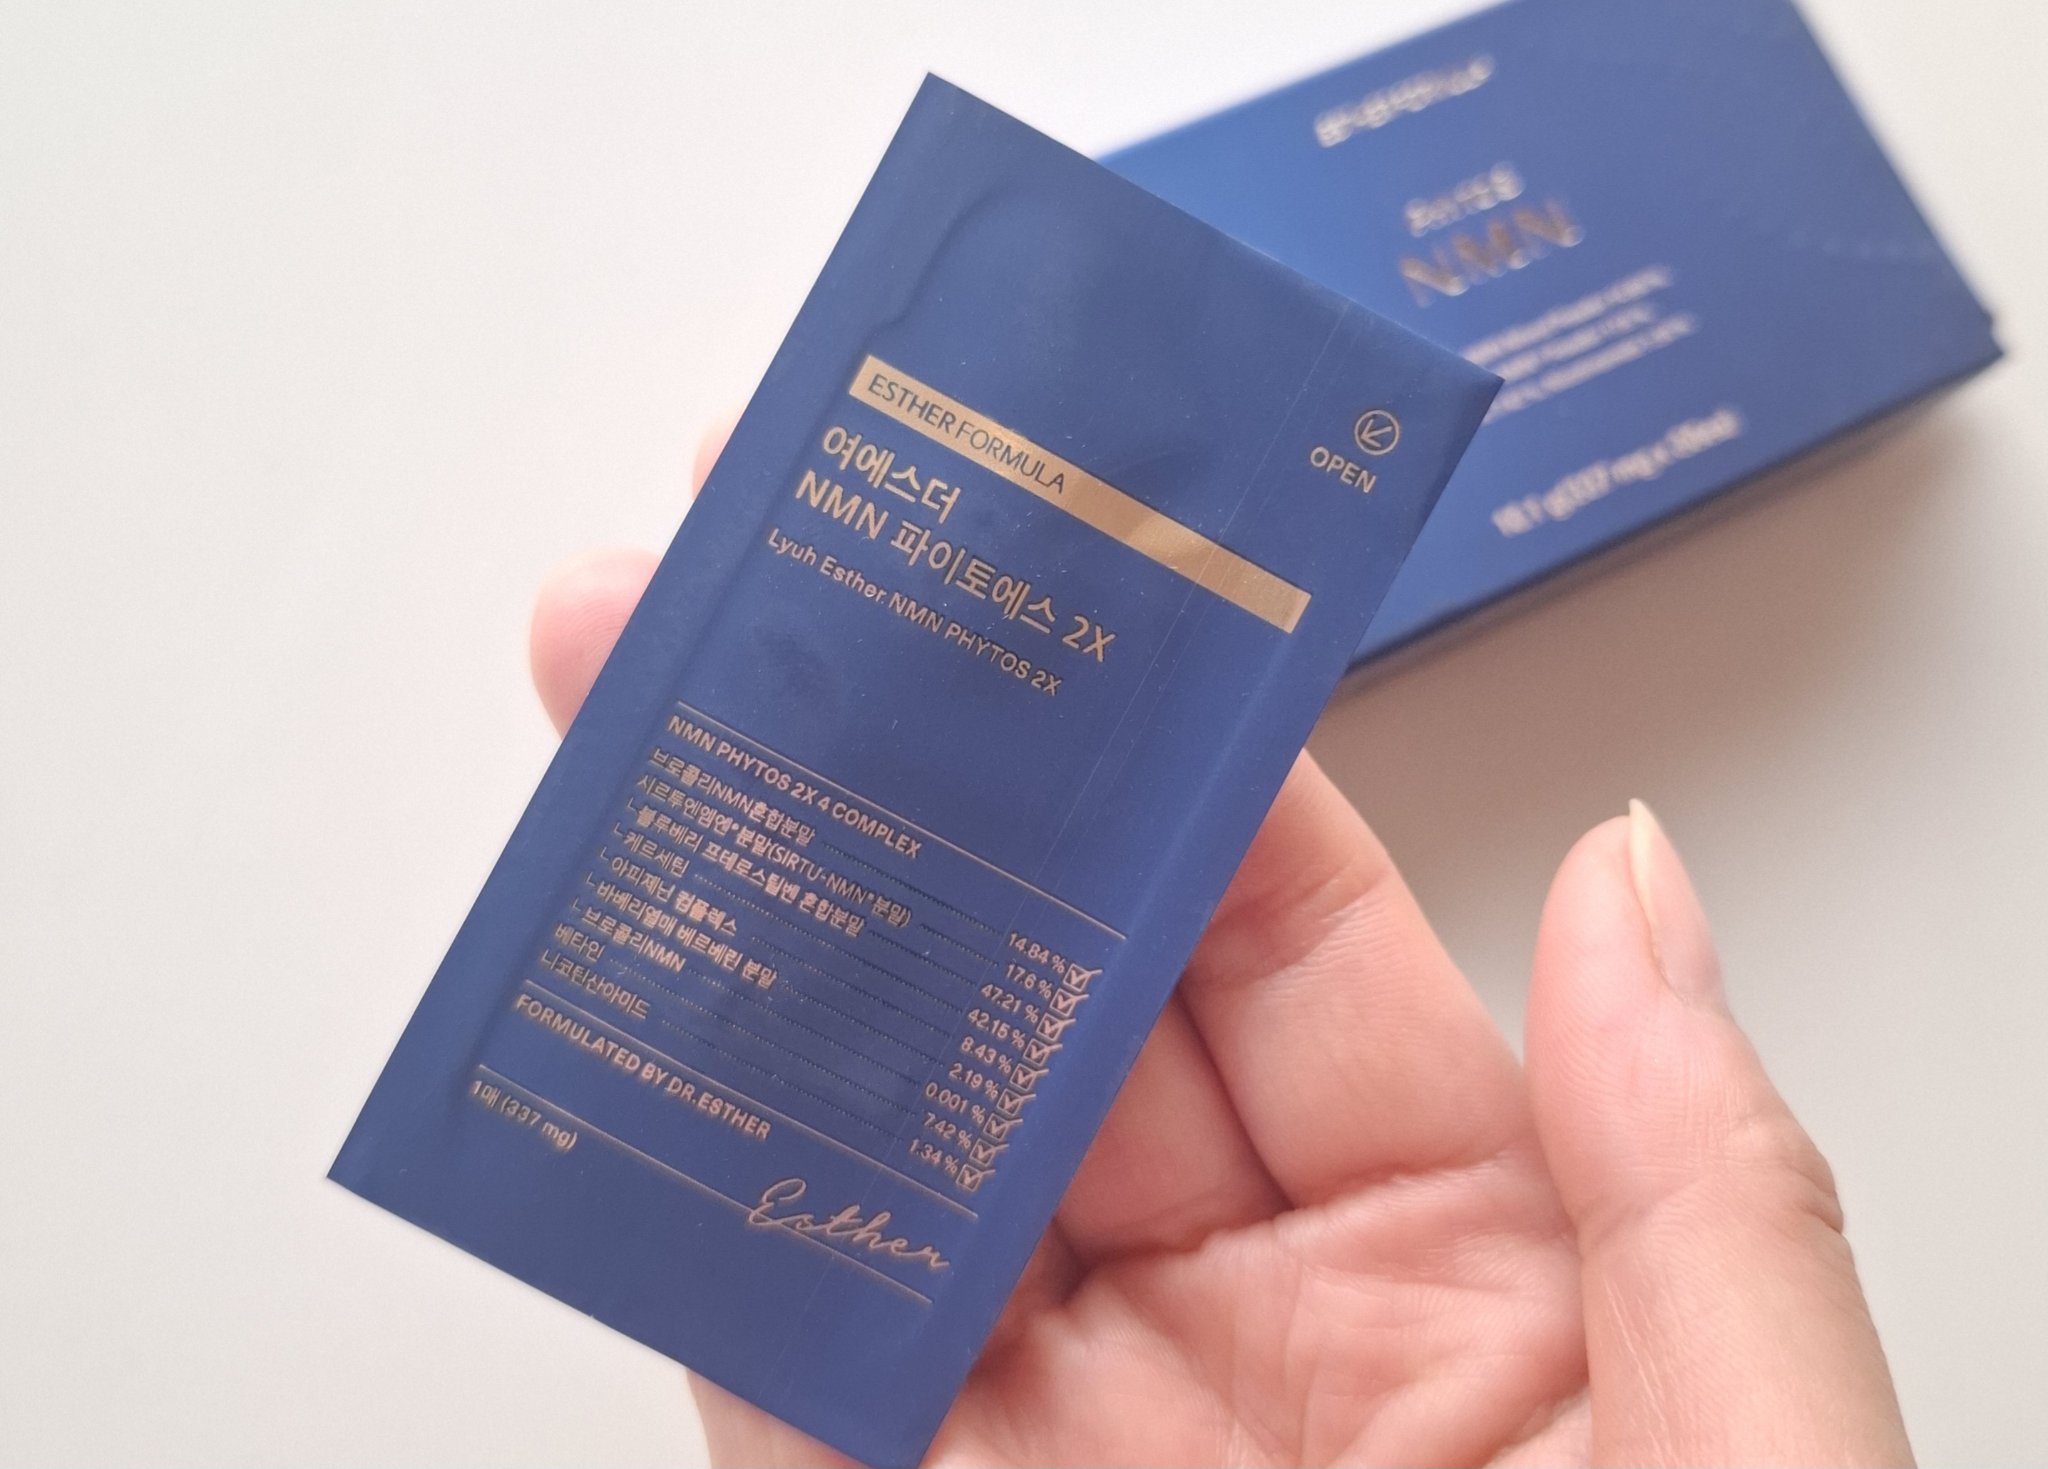 ESTHER FORMULA
OPEN
여에스더
NMN 파이토에스 2X
Lyuh Esther NMN PHYTOS 2X
NMN PHYTOS 2X 4 COMPLEX
브로콜리NMN혼합분말 14.84 %
시르투엔엠엔®분말(SIRTU-NMN®분말) 17.6 %
ㄴ블루베리 프테로스틸벤 혼합분말 47.21 %
ㄴ케르세틴 42.15 %
ㄴ아피제닌 컴플렉스 8.43 %
ㄴ바베리열매 베르베린 분말 2.19 %
ㄴ브로콜리NMN 0.001 %
베타인 7.42 %
니코틴산아미드 1.34 %
FORMULATED BY DR.ESTHER
1매 (337 mg)
Esther
NMN